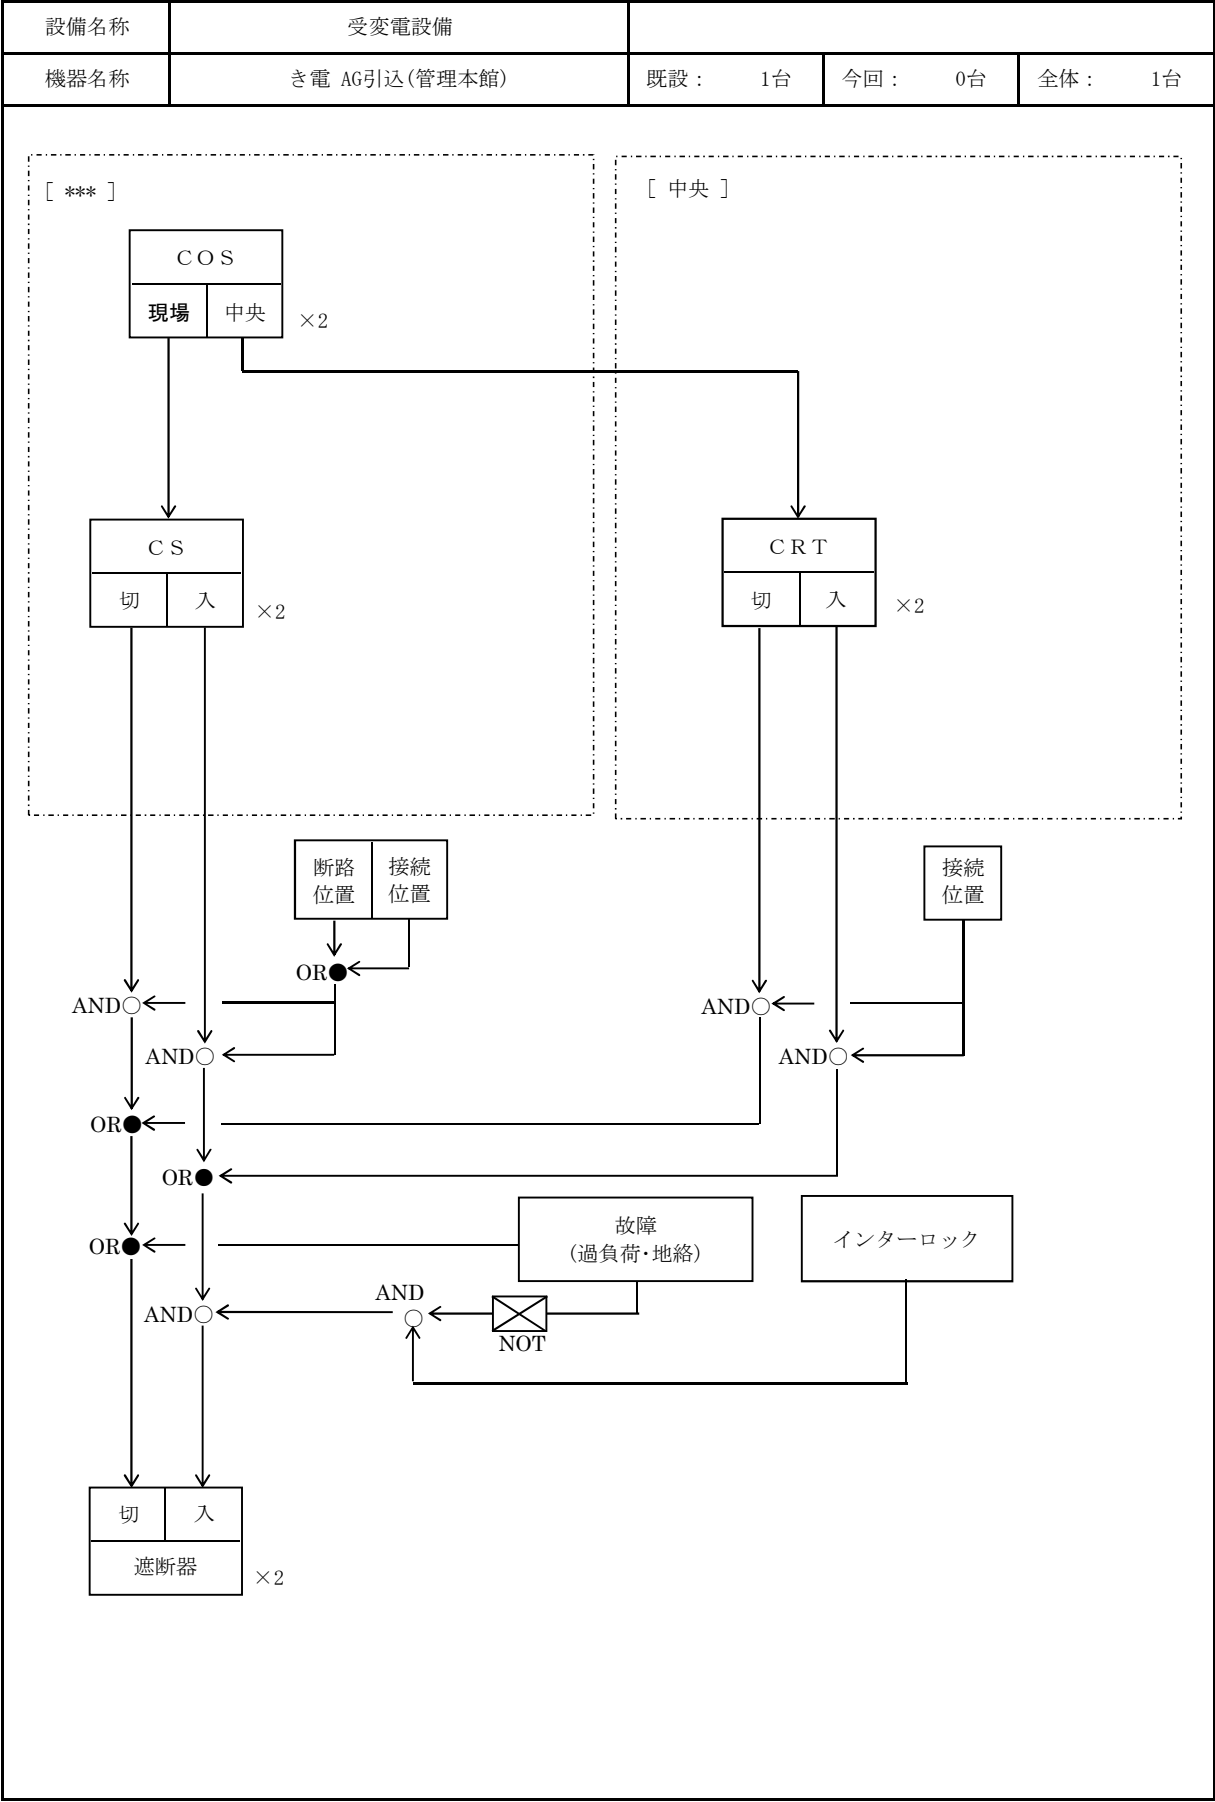 設備名称 受変電設備
機器名称 き電 AG引込(管理本館) 既設： 1台 今回： 0台 全体： 1台
[ *** ]
[ 中央 ]
ＣＯＳ
現場 中央 ×2
ＣＳ
切 入 ×2
ＣＲＴ
切 入 ×2
断路位置 接続位置
接続位置
OR
AND
AND
AND
AND
OR
OR
OR
故障
(過負荷･地絡)
インターロック
AND
AND
NOT
切 入
遮断器 ×2